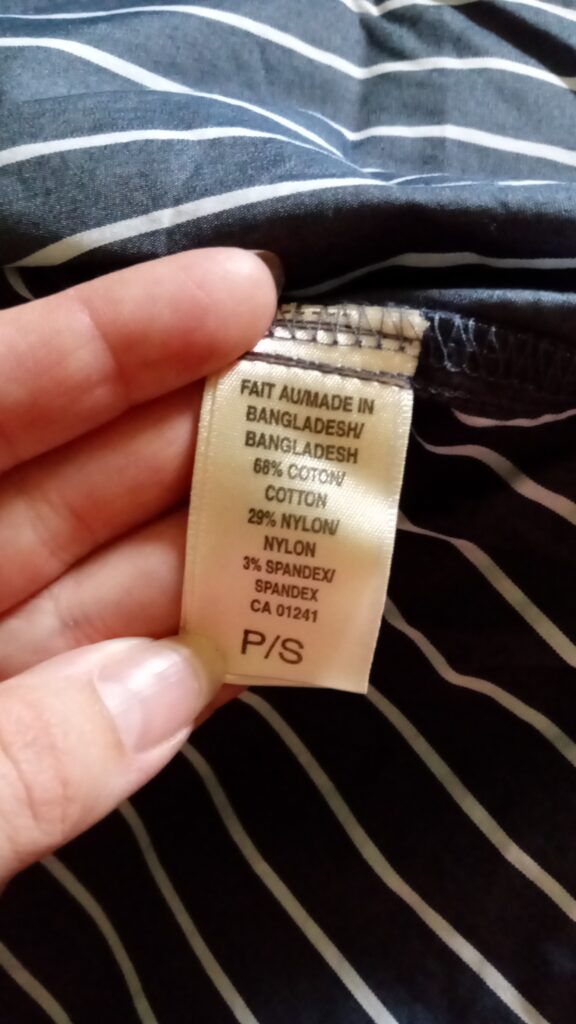 FAIT AU/MADE IN
BANGLADESH/
BANGLADESH
68% COTON/
COTTON
29% NYLON/
NYLON
3% SPANDEX/
SPANDEX
CA 01241
P/S